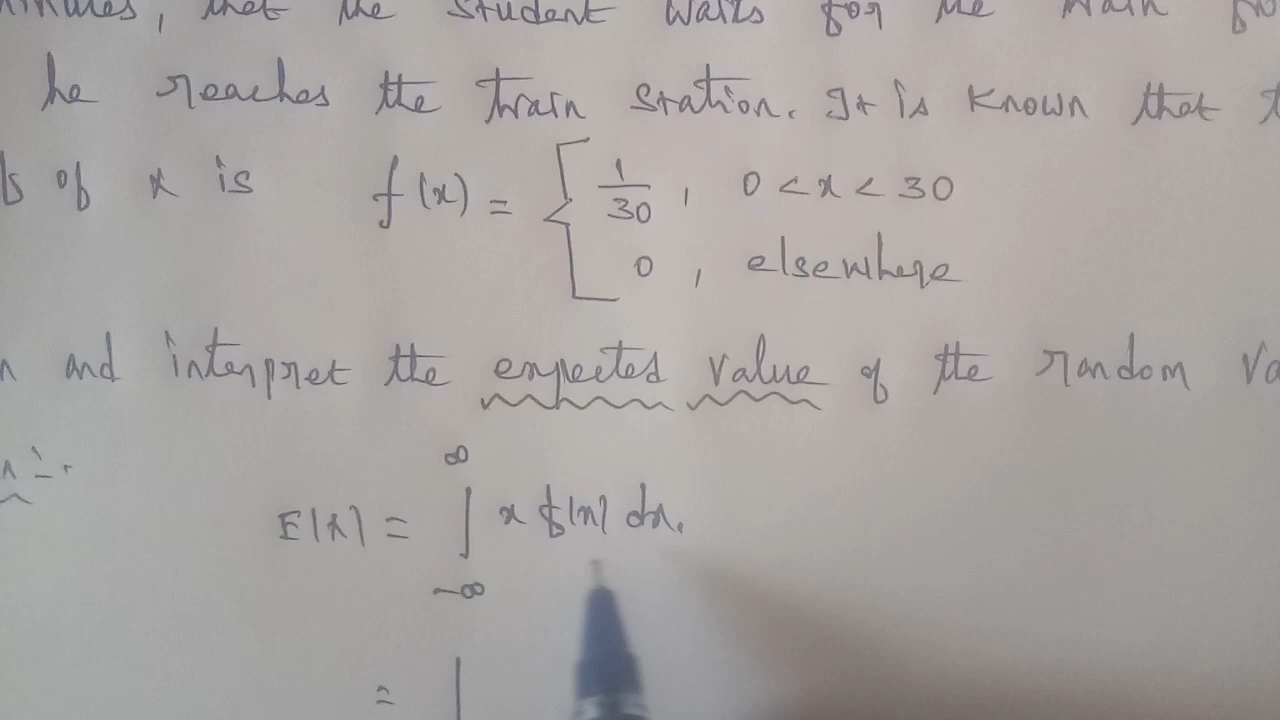 , that the student waits for the train
he reaches the train station. It is known that
of x is f(x) = { 1/30 , 0 < x < 30
0 , elsewhere
and interpret the expected value of the random
E(X) = ∫ x f(x) dx.
∞
-∞
=